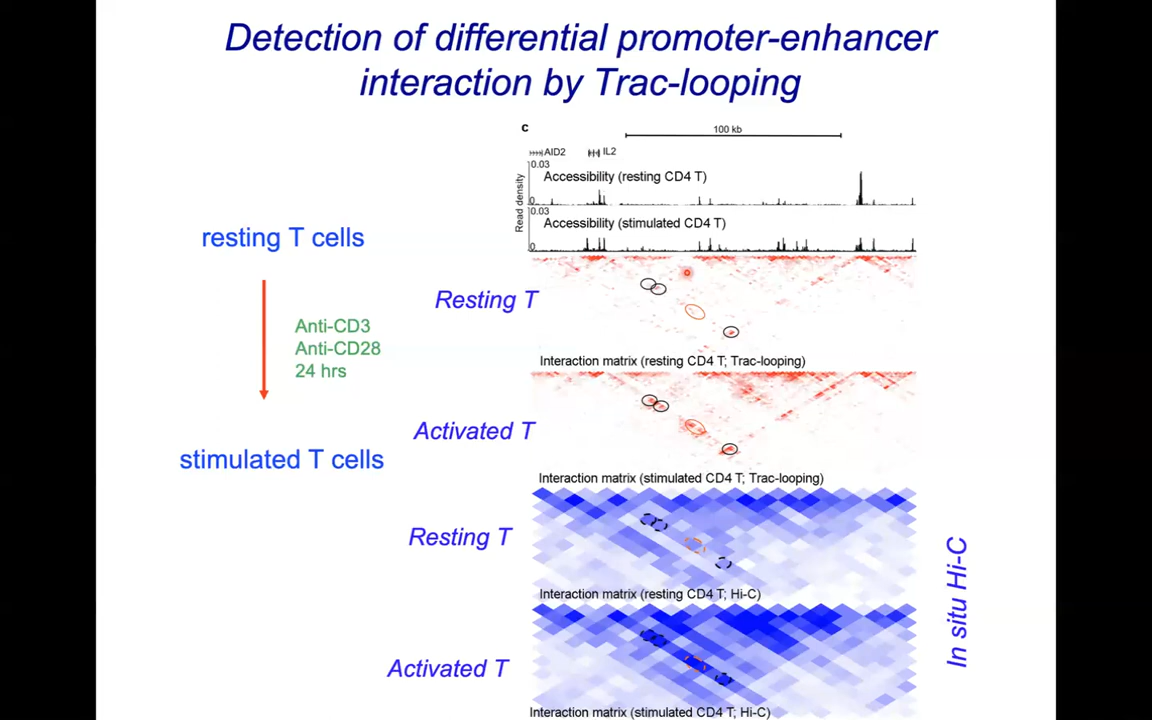 Detection of differential promoter-enhancer
interaction by Trac-looping
c
100 kb
AID2
IL2
0.03
Accessibility (resting CD4 T)
0
Read density
0.03
Accessibility (stimulated CD4 T)
0
resting T cells
Resting T
Anti-CD3
Anti-CD28
24 hrs
Interaction matrix (resting CD4 T; Trac-looping)
Activated T
stimulated T cells
Interaction matrix (stimulated CD4 T; Trac-looping)
Resting T
In situ Hi-C
Interaction matrix (resting CD4 T; Hi-C)
Activated T
Interaction matrix (stimulated CD4 T; Hi-C)